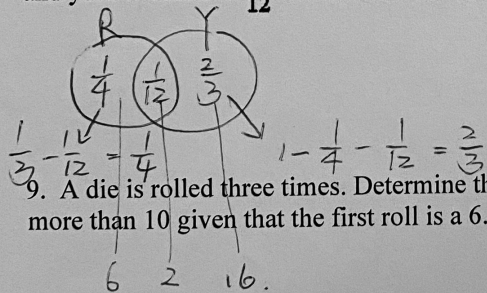 12
R Y
1/4 1/12 2/3
1/3 - 1/12 = 1/4 1 - 1/4 - 1/12 = 2/3
9. A die is rolled three times. Determine
more than 10 given that the first roll is a 6.
6 2 16.